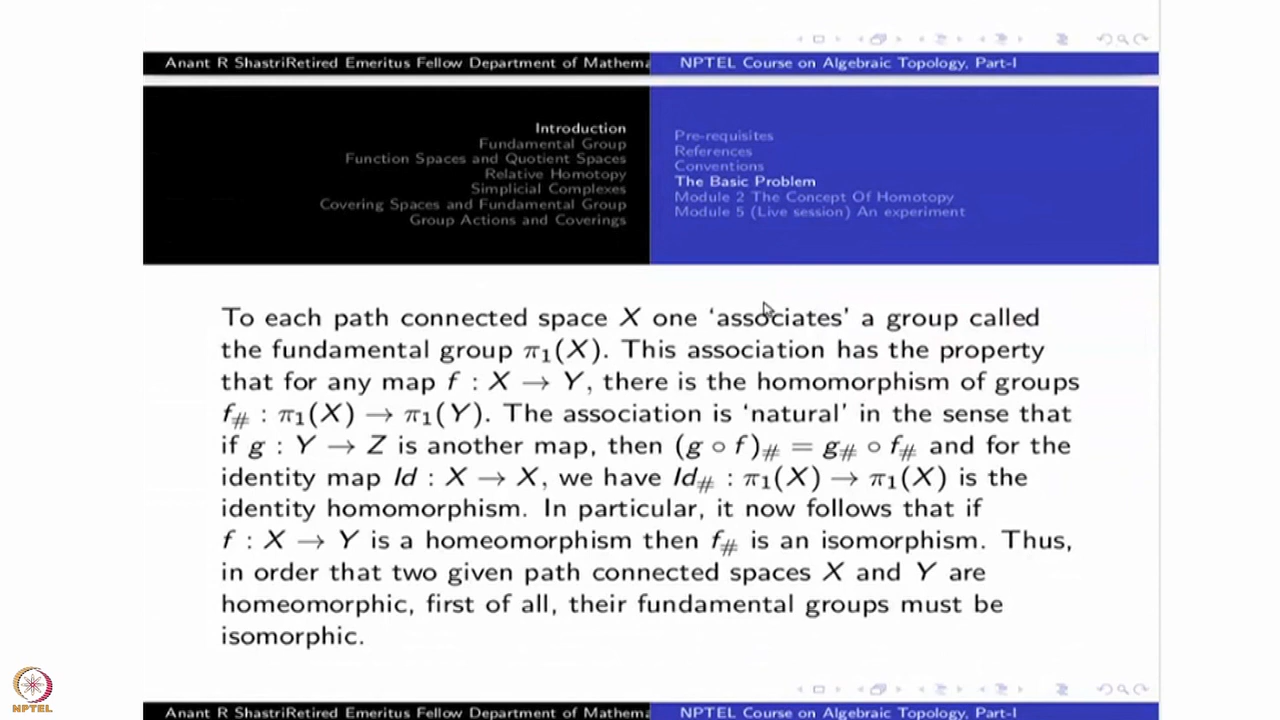 Anant R ShastriRetired Emeritus Fellow Department of Mathema NPTEL Course on Algebraic Topology, Part-I
Introduction
Fundamental Group
Function Spaces and Quotient Spaces
Relative Homotopy
Simplicial Complexes
Covering Spaces and Fundamental Group
Group Actions and Coverings
Pre-requisites
References
Conventions
The Basic Problem
Module 2 The Concept Of Homotopy
Module 5 (Live session) An experiment
To each path connected space X one ‘associates’ a group called
the fundamental group π₁(X). This association has the property
that for any map f : X → Y, there is the homomorphism of groups
f# : π₁(X) → π₁(Y). The association is ‘natural’ in the sense that
if g : Y → Z is another map, then (g ∘ f)# = g# ∘ f# and for the
identity map Id : X → X, we have Id# : π₁(X) → π₁(X) is the
identity homomorphism. In particular, it now follows that if
f : X → Y is a homeomorphism then f# is an isomorphism. Thus,
in order that two given path connected spaces X and Y are
homeomorphic, first of all, their fundamental groups must be
isomorphic.
NPTEL
Anant R ShastriRetired Emeritus Fellow Department of Mathema NPTEL Course on Algebraic Topology, Part-I